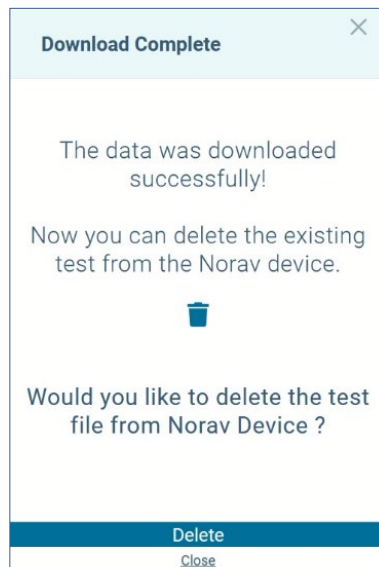 Download Complete
The data was downloaded
successfully!
Now you can delete the existing
test from the Norav device.
Would you like to delete the test
file from Norav Device ?
Delete
Close